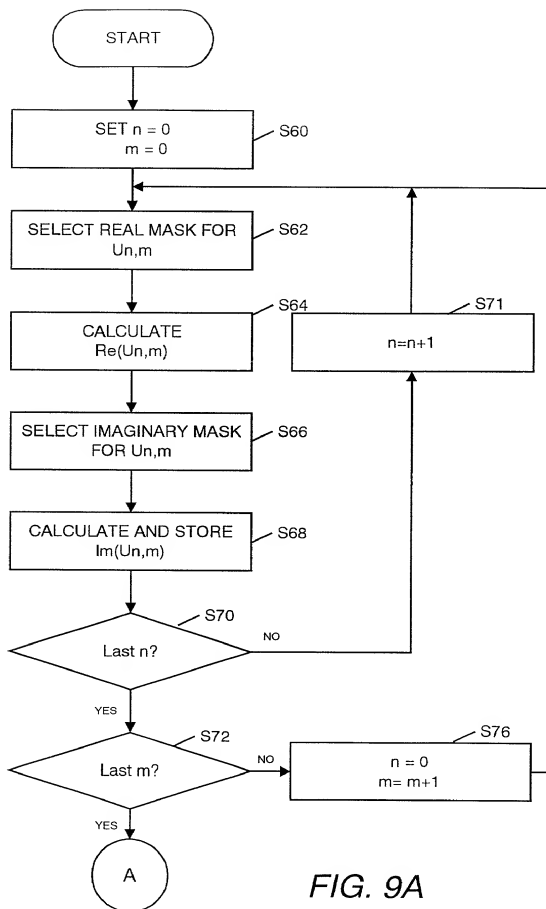 START
SET n = 0
m = 0
S60
SELECT REAL MASK FOR
Un,m
S62
CALCULATE
Re(Un,m)
S64
n=n+1
S71
SELECT IMAGINARY MASK
FOR Un,m
S66
CALCULATE AND STORE
Im(Un,m)
S68
Last n?
S70
NO
YES
Last m?
S72
NO
n = 0
m= m+1
S76
YES
A
FIG. 9A